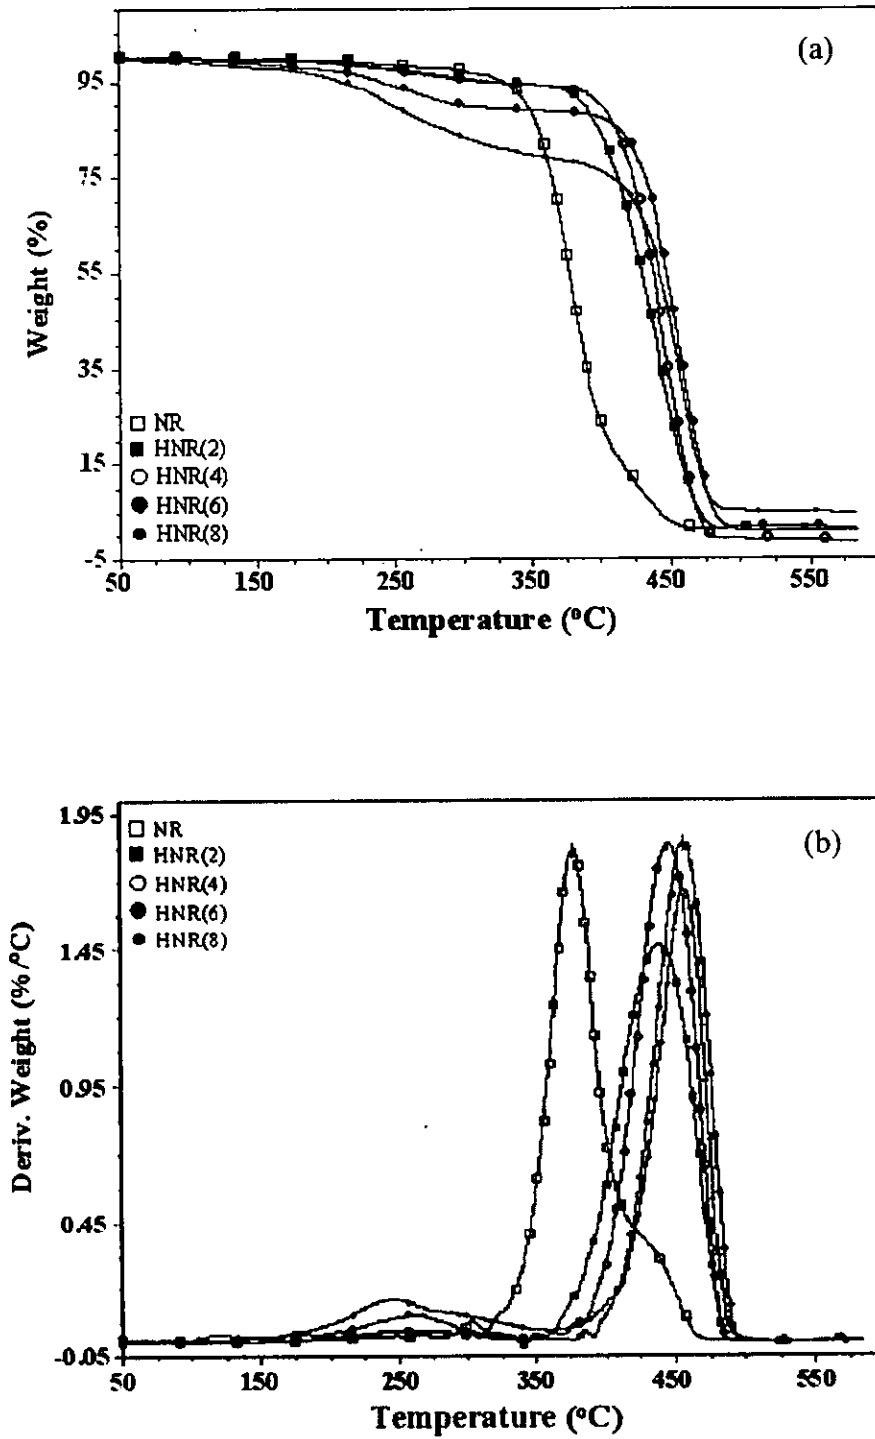 (a)
95
75
55
35
15
-5
Weight (%)
NR
HNR(2)
HNR(4)
HNR(6)
HNR(8)
50 150 250 350 450 550
Temperature (°C)
(b)
1.95
1.45
0.95
0.45
-0.05
Deriv. Weight (%/°C)
NR
HNR(2)
HNR(4)
HNR(6)
HNR(8)
50 150 250 350 450 550
Temperature (°C)